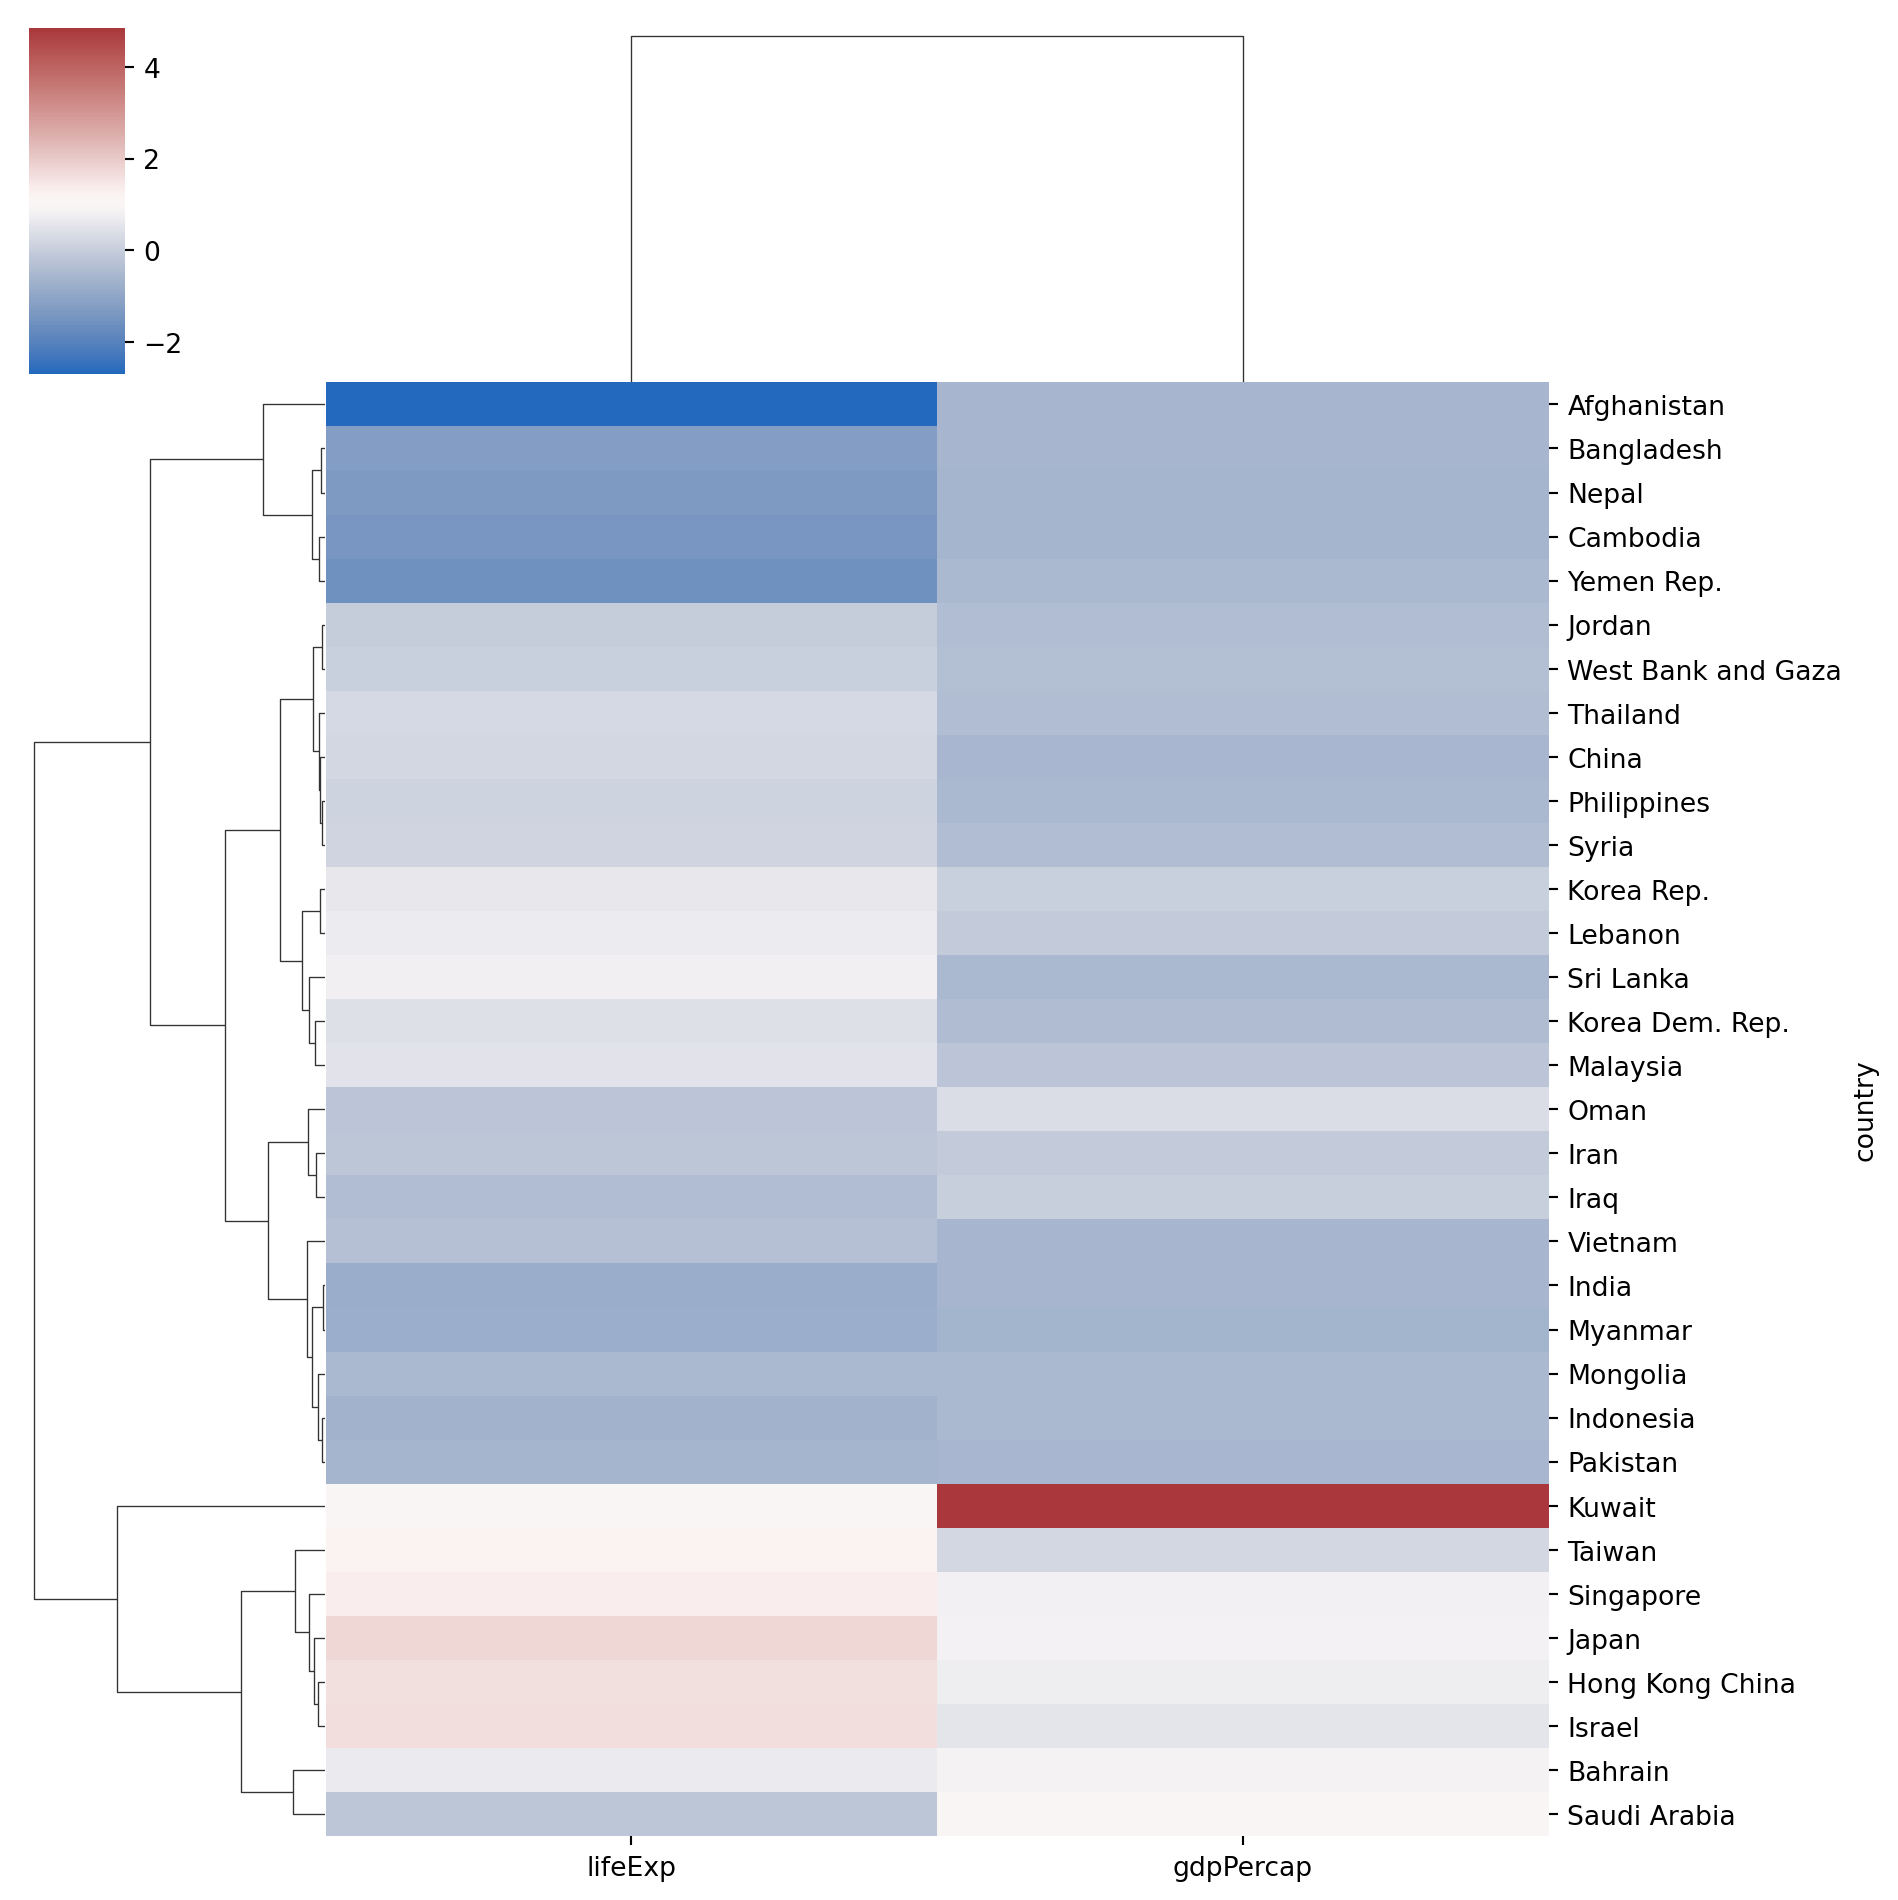 4
2
0
−2
Afghanistan
Bangladesh
Nepal
Cambodia
Yemen Rep.
Jordan
West Bank and Gaza
Thailand
China
Philippines
Syria
Korea Rep.
Lebanon
Sri Lanka
Korea Dem. Rep.
Malaysia
Oman
Iran
Iraq
Vietnam
India
Myanmar
Mongolia
Indonesia
Pakistan
Kuwait
Taiwan
Singapore
Japan
Hong Kong China
Israel
Bahrain
Saudi Arabia
country
lifeExp
gdpPercap